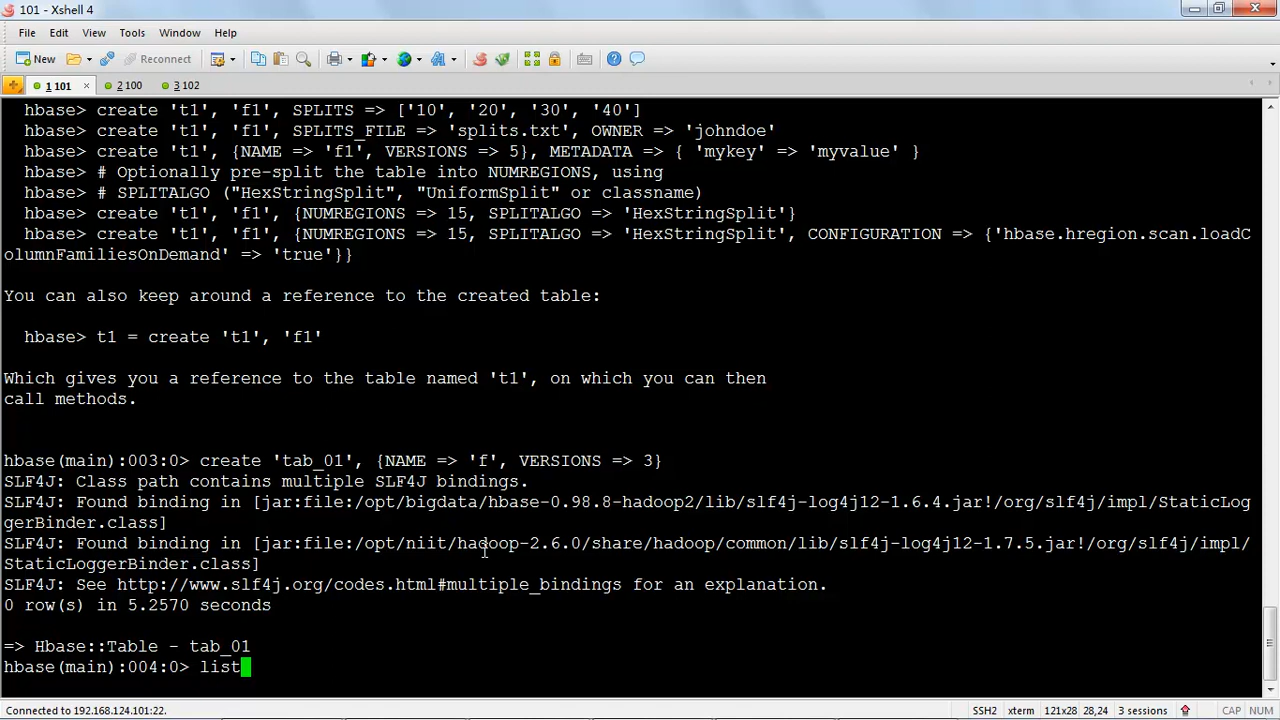 101 - Xshell 4
File Edit View Tools Window Help
New Reconnect
1 101 2 100 3 102
hbase> create 't1', 'f1', SPLITS => ['10', '20', '30', '40']
hbase> create 't1', 'f1', SPLITS_FILE => 'splits.txt', OWNER => 'johndoe'
hbase> create 't1', {NAME => 'f1', VERSIONS => 5}, METADATA => { 'mykey' => 'myvalue' }
hbase> # Optionally pre-split the table into NUMREGIONS, using
hbase> # SPLITALGO ("HexStringSplit", "UniformSplit" or classname)
hbase> create 't1', 'f1', {NUMREGIONS => 15, SPLITALGO => 'HexStringSplit'}
hbase> create 't1', 'f1', {NUMREGIONS => 15, SPLITALGO => 'HexStringSplit', CONFIGURATION => {'hbase.hregion.scan.loadC
olumnFamiliesOnDemand' => 'true'}}
You can also keep around a reference to the created table:
hbase> t1 = create 't1', 'f1'
Which gives you a reference to the table named 't1', on which you can then
call methods.
hbase(main):003:0> create 'tab_01', {NAME => 'f', VERSIONS => 3}
SLF4J: Class path contains multiple SLF4J bindings.
SLF4J: Found binding in [jar:file:/opt/bigdata/hbase-0.98.8-hadoop2/lib/slf4j-log4j12-1.6.4.jar!/org/slf4j/impl/StaticLog
gerBinder.class]
SLF4J: Found binding in [jar:file:/opt/niit/hadoop-2.6.0/share/hadoop/common/lib/slf4j-log4j12-1.7.5.jar!/org/slf4j/impl/
StaticLoggerBinder.class]
SLF4J: See http://www.slf4j.org/codes.html#multiple_bindings for an explanation.
0 row(s) in 5.2570 seconds
=> Hbase::Table - tab_01
hbase(main):004:0> list
Connected to 192.168.124.101:22. SSH2 xterm 121x28 28,24 3 sessions CAP NUM